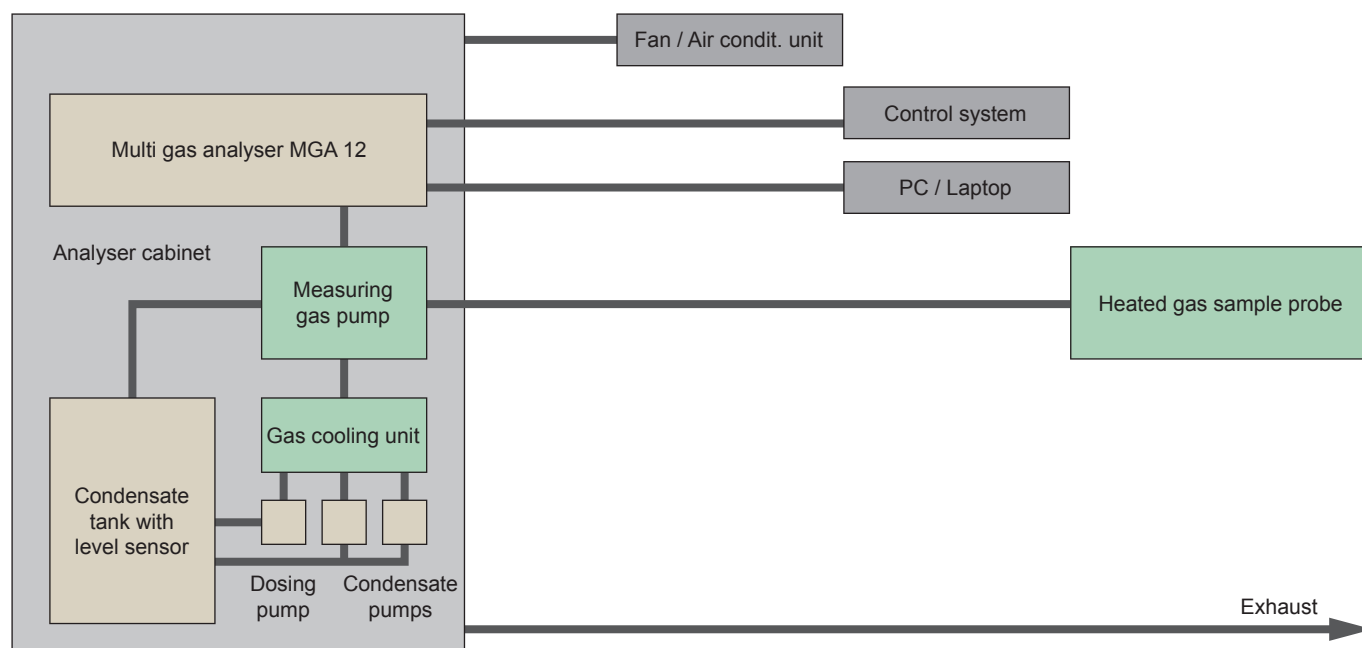 Fan / Air condit. unit
Control system
Multi gas analyser MGA 12
PC / Laptop
Analyser cabinet
Measuring
gas pump
Heated gas sample probe
Gas cooling unit
Condensate
tank with
level sensor
Dosing
pump
Condensate
pumps
Exhaust